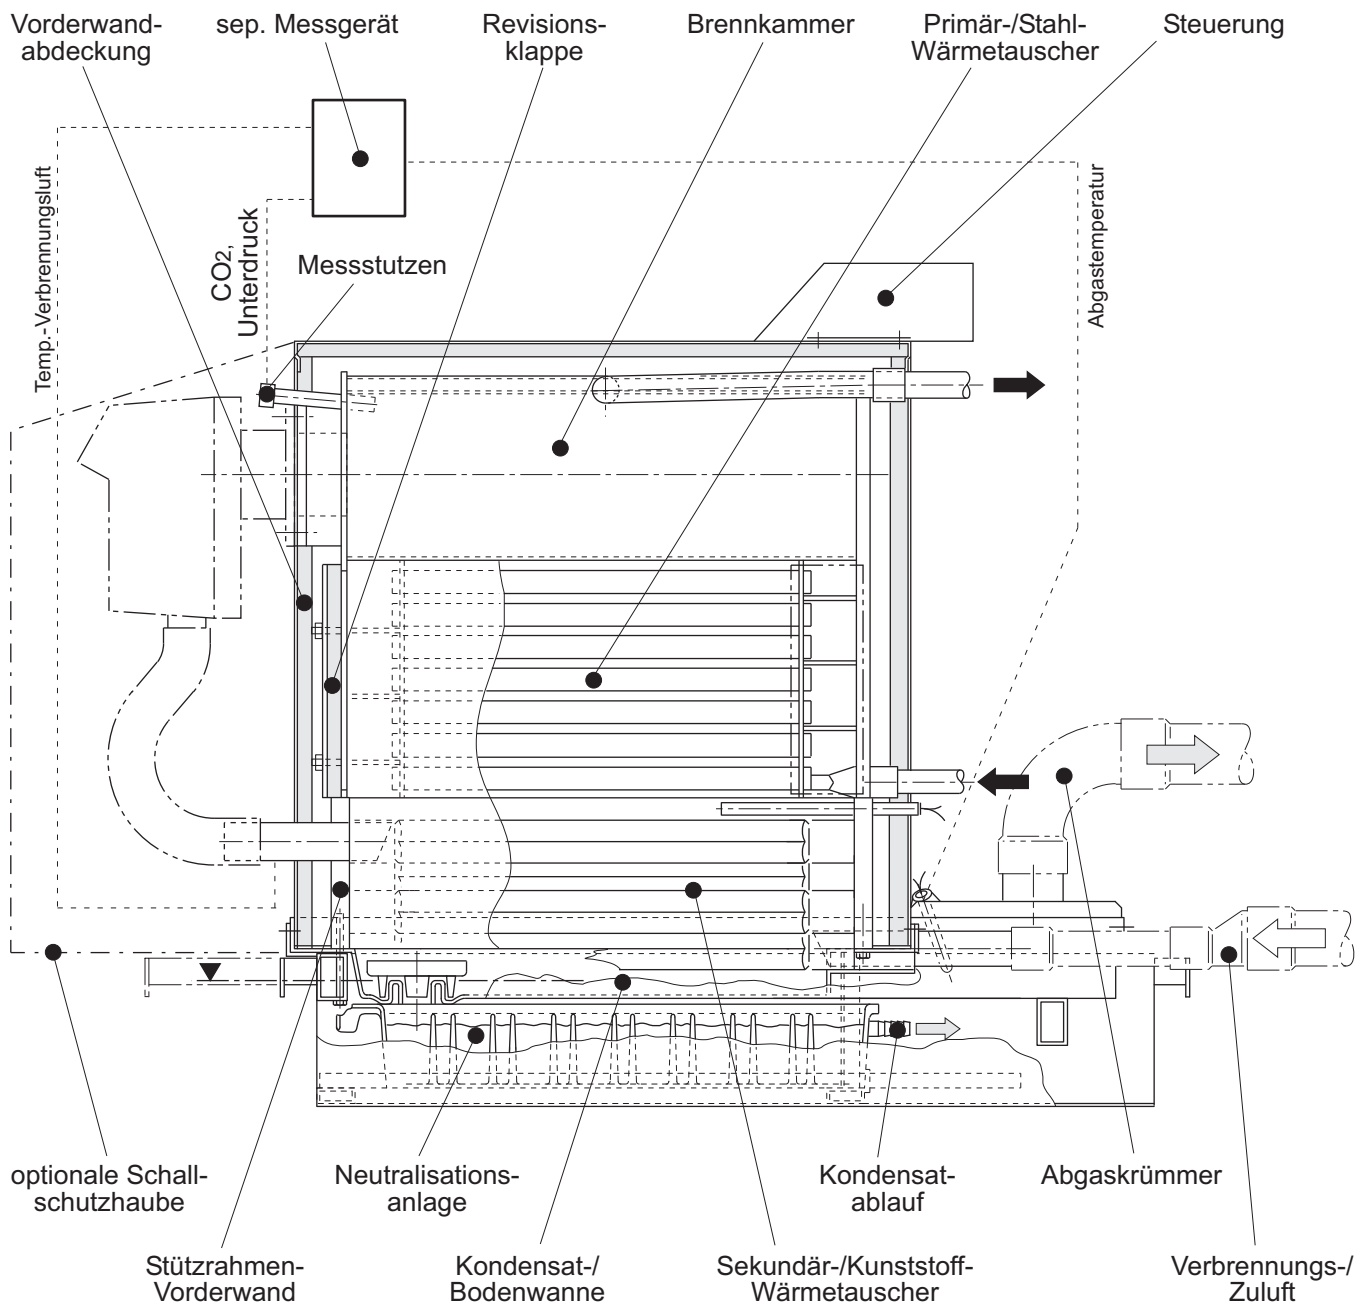 Vorderwand-
abdeckung
sep. Messgerät
Revisions-
klappe
Brennkammer
Primär-/Stahl-
Wärmetauscher
Steuerung
Temp.-Verbrennungsluft
CO2,
Unterdruck
Messstutzen
Abgastemperatur
optionale Schall-
schutzhaube
Neutralisations-
anlage
Kondensat-
ablauf
Abgaskrümmer
Stützrahmen-
Vorderwand
Kondensat-/
Bodenwanne
Sekundär-/Kunststoff-
Wärmetauscher
Verbrennungs-/
Zuluft